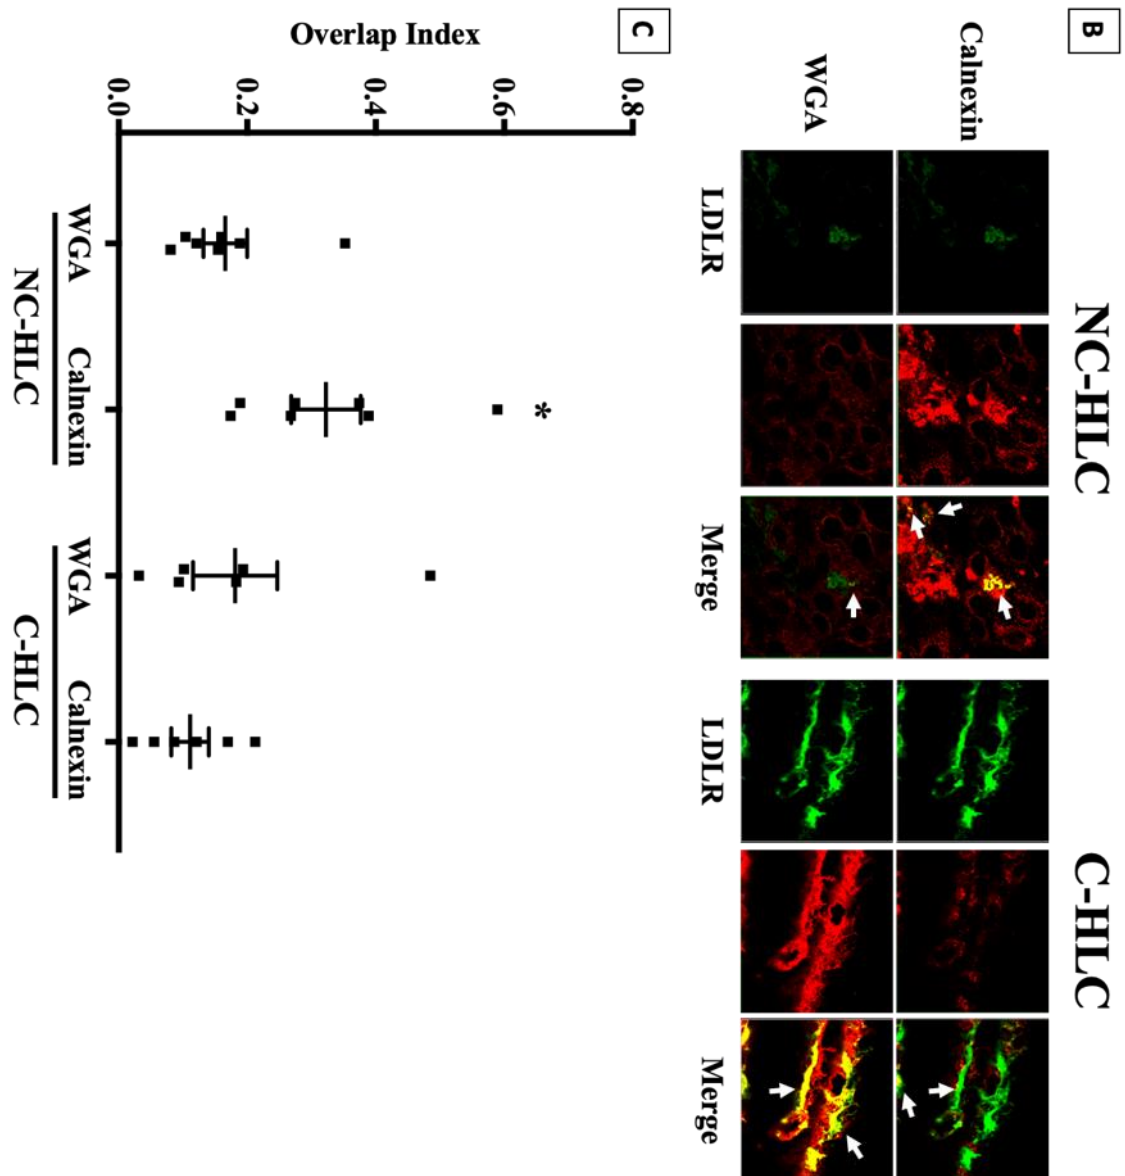 B
NC-HLC
C-HLC
Calnexin
WGA
LDLR
Merge
LDLR
Merge
C
Overlap Index
0.8
0.6
0.4
0.2
0.0
*
WGA
Calnexin
WGA
Calnexin
NC-HLC
C-HLC